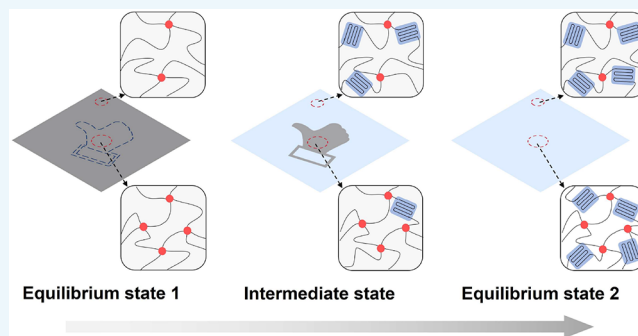 Equilibrium state 1
Intermediate state
Equilibrium state 2